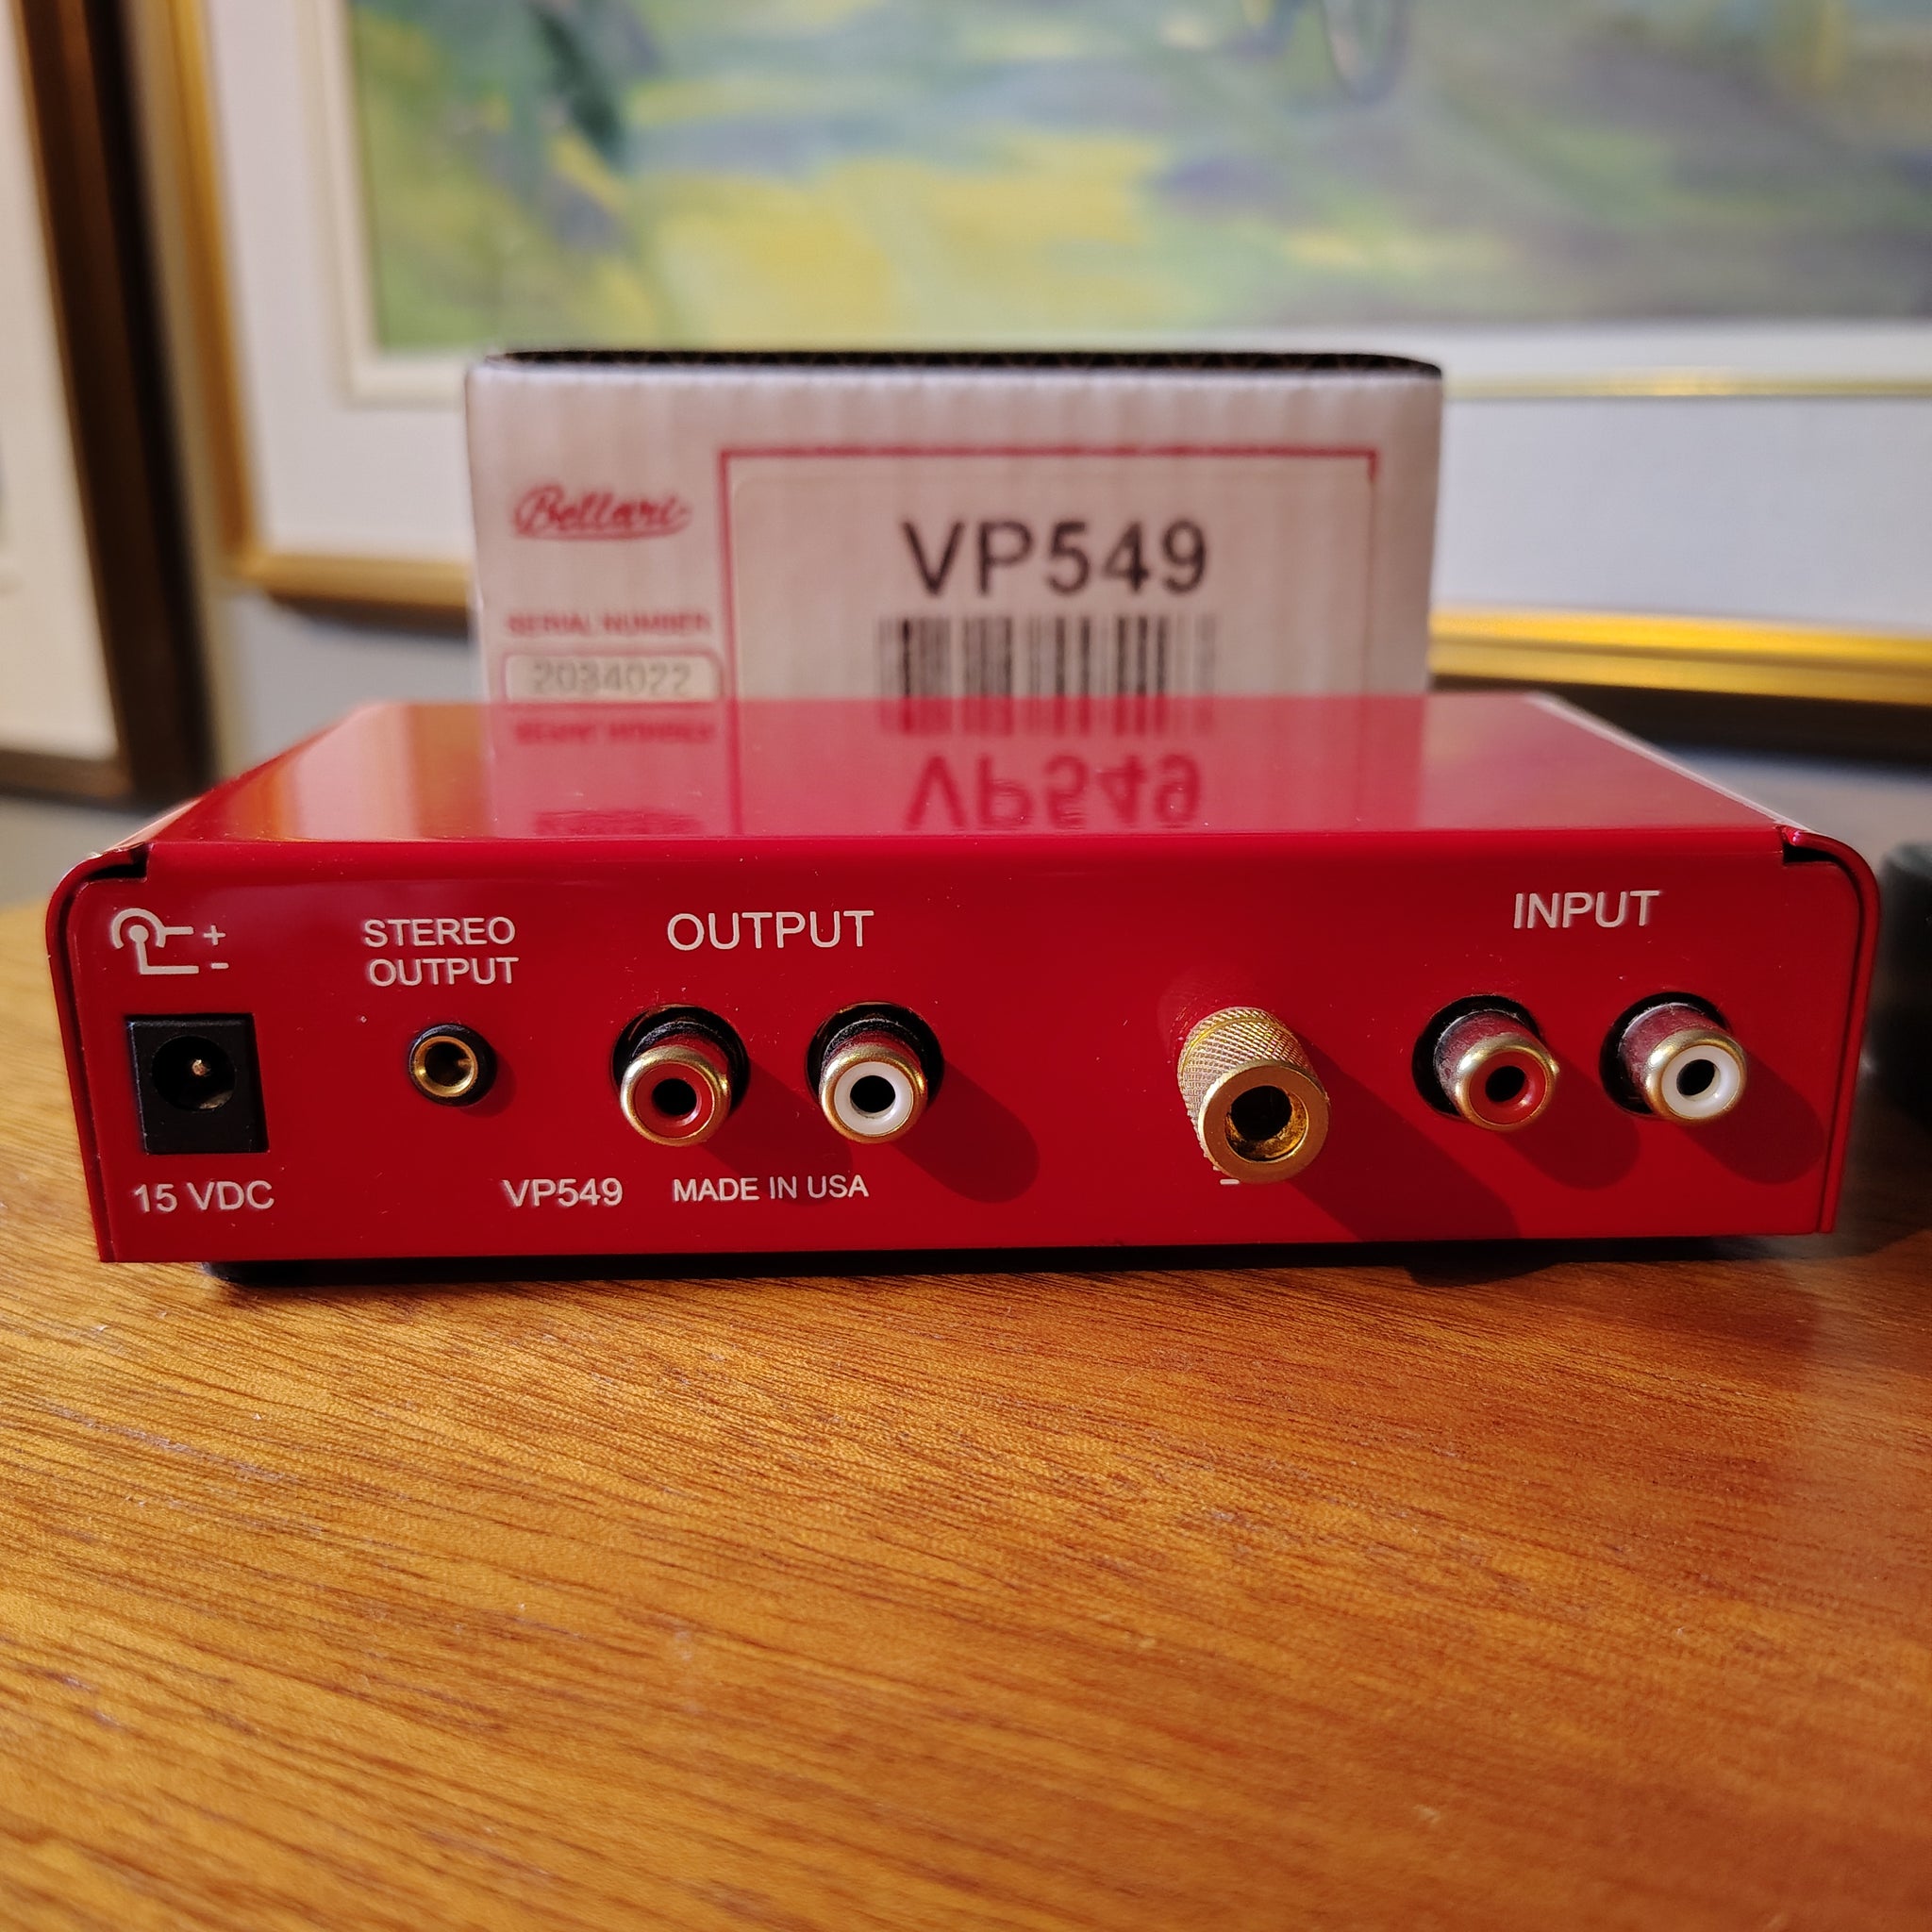 Bellari
VP549
SERIAL NUMBER
2034022
+
-
STEREO
OUTPUT
OUTPUT
INPUT
15 VDC
VP549
MADE IN USA